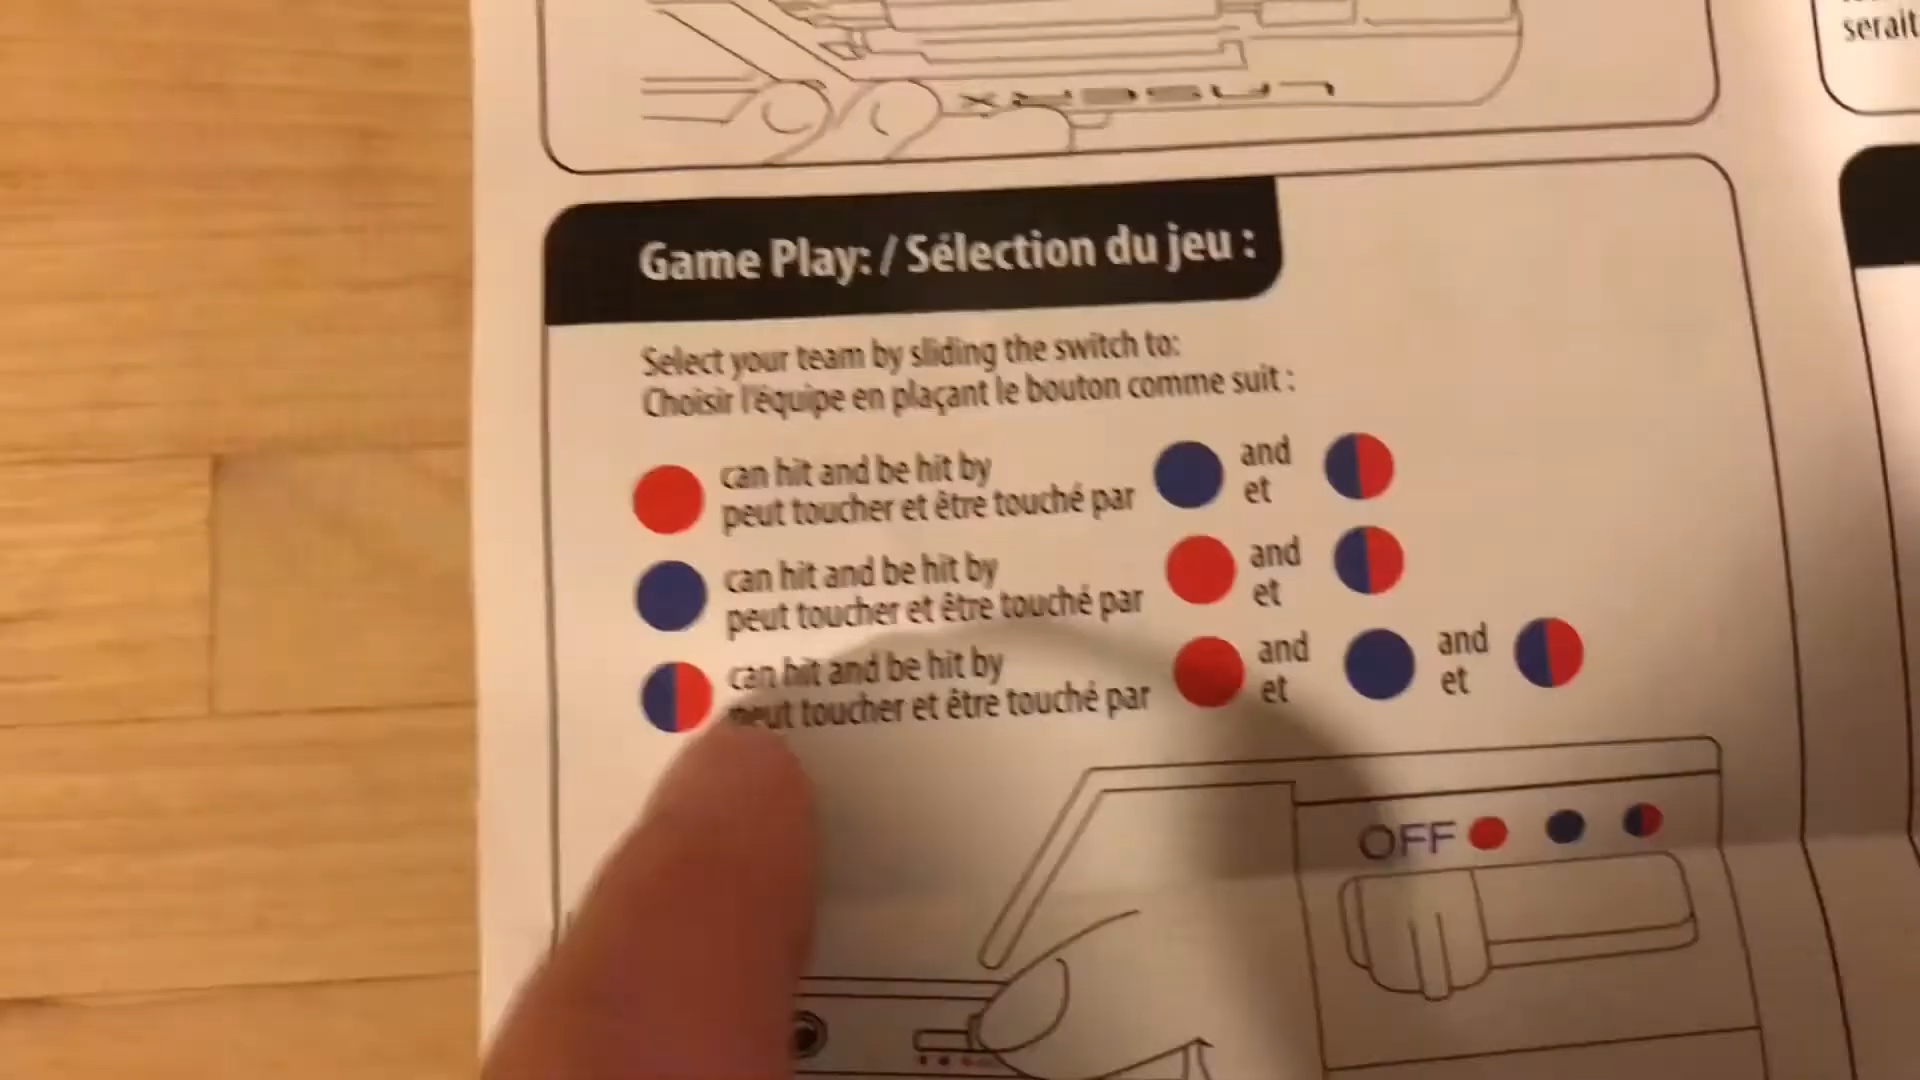 serait
Game Play: / Sélection du jeu :
Select your team by sliding the switch to:
Choisir l'équipe en plaçant le bouton comme suit :
can hit and be hit by and
peut toucher et être touché par et
can hit and be hit by and
peut toucher et être touché par et
can hit and be hit by and and
peut toucher et être touché par et et
OFF